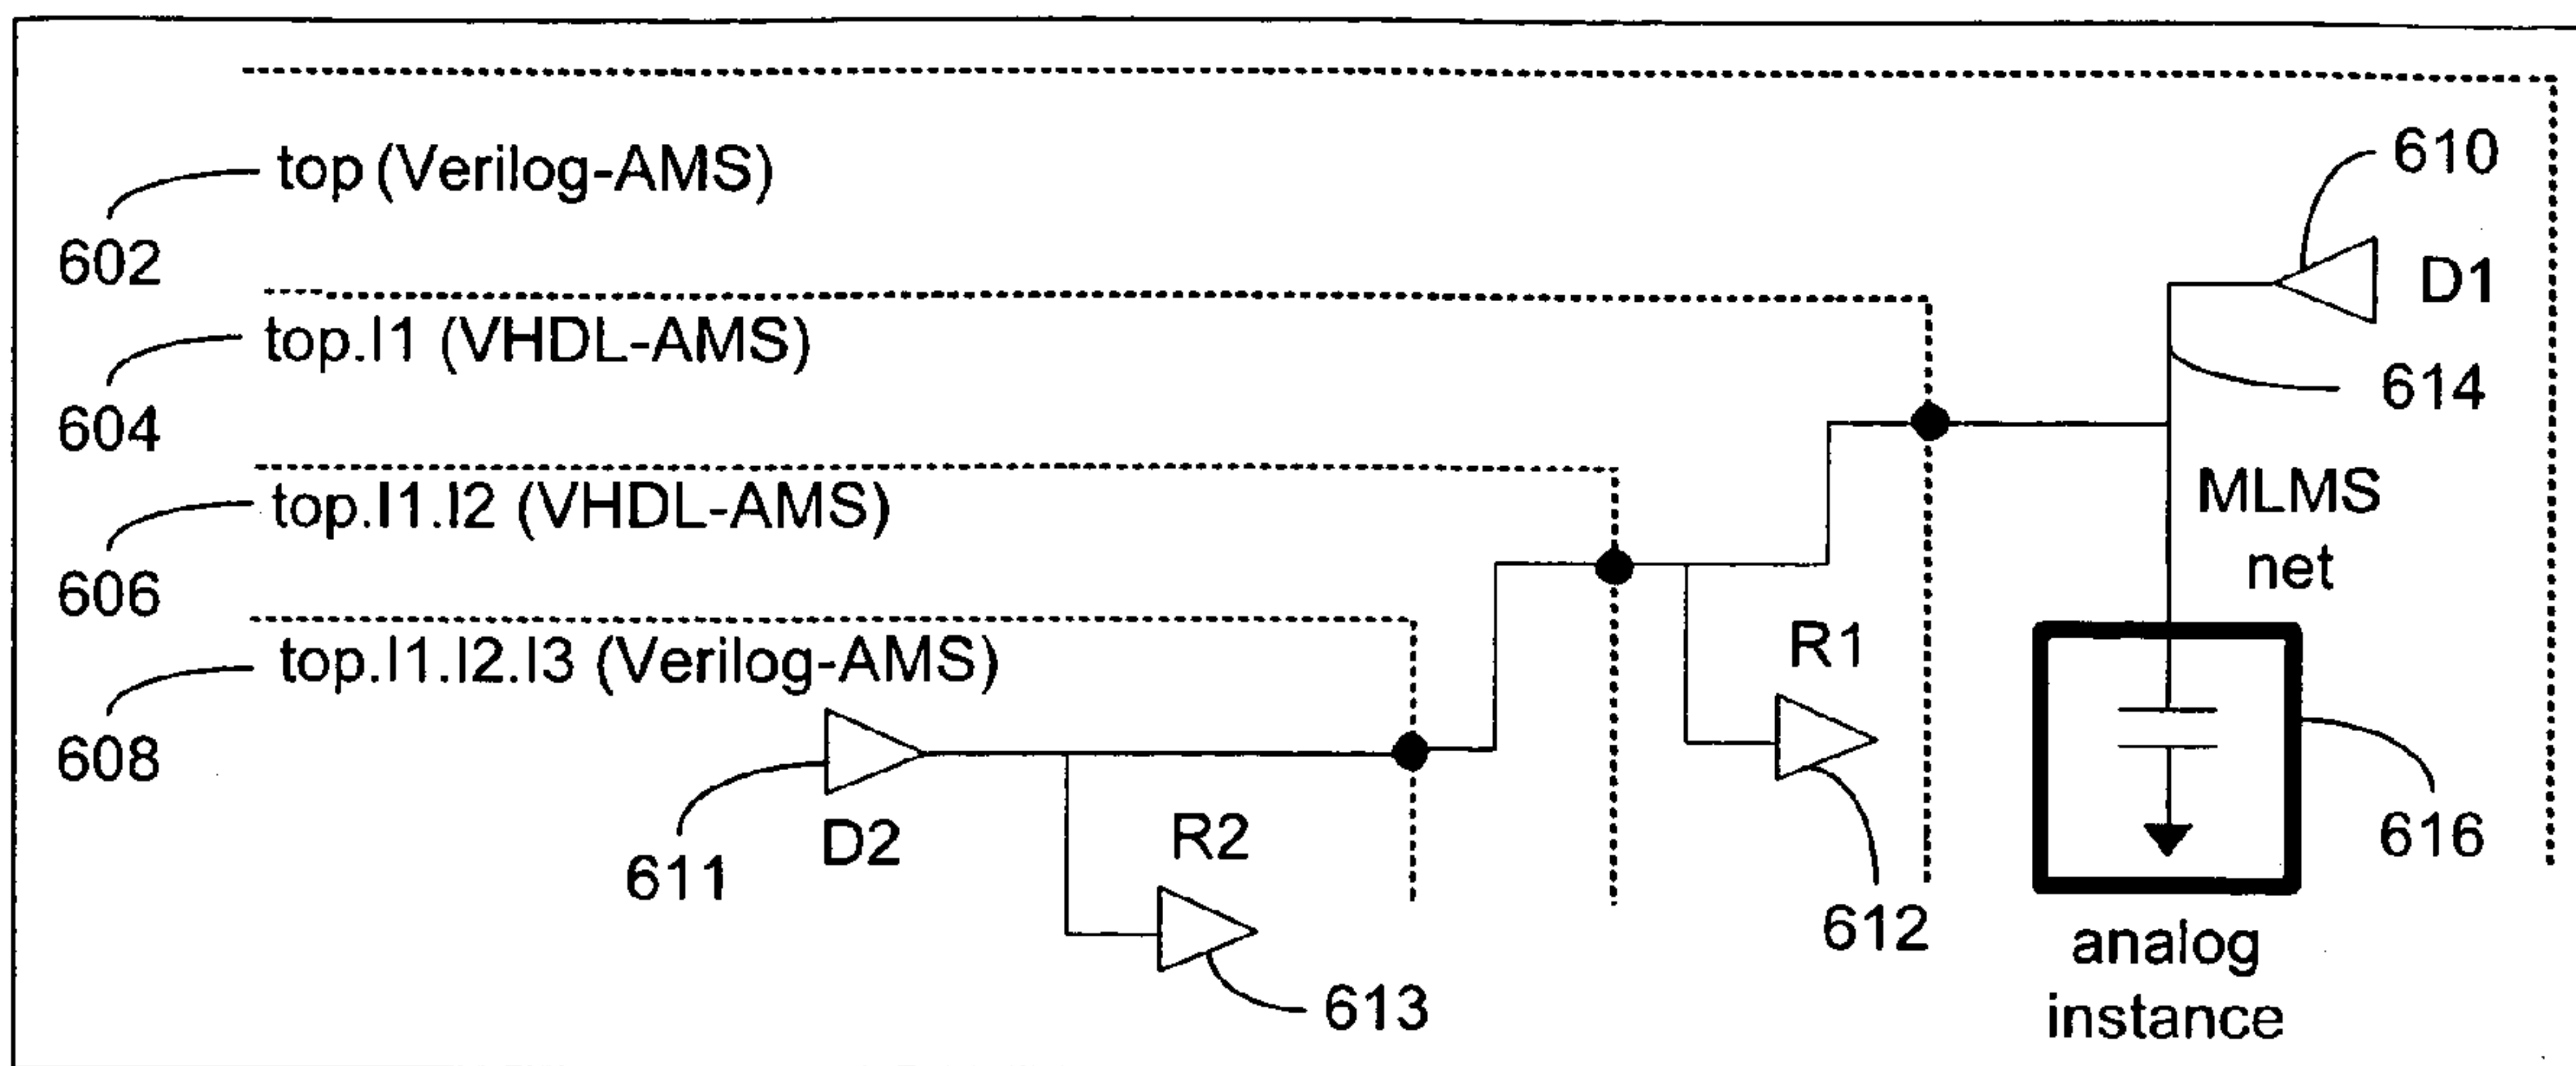 top (Verilog-AMS)
602
610
D1
top.I1 (VHDL-AMS)
604
614
MLMS
net
top.I1.I2 (VHDL-AMS)
606
R1
top.I1.I2.I3 (Verilog-AMS)
608
D2
611
R2
612
613
616
analog
instance